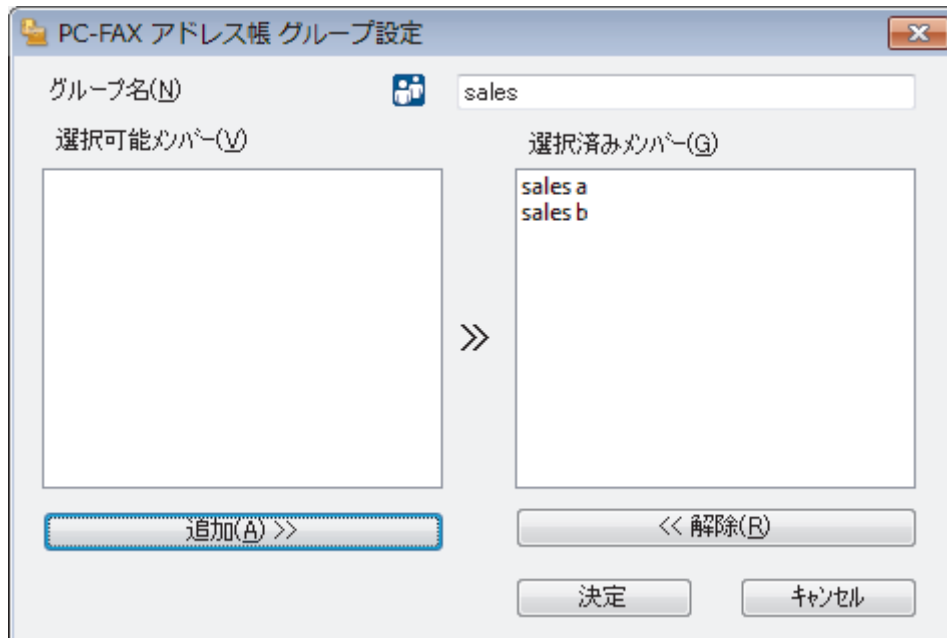 PC-FAX アドレス帳 グループ設定
グループ名(N)
sales
選択可能メンバー(V)
選択済みメンバー(G)
sales a
sales b
>>
追加(A) >>
<< 解除(R)
決定
キャンセル